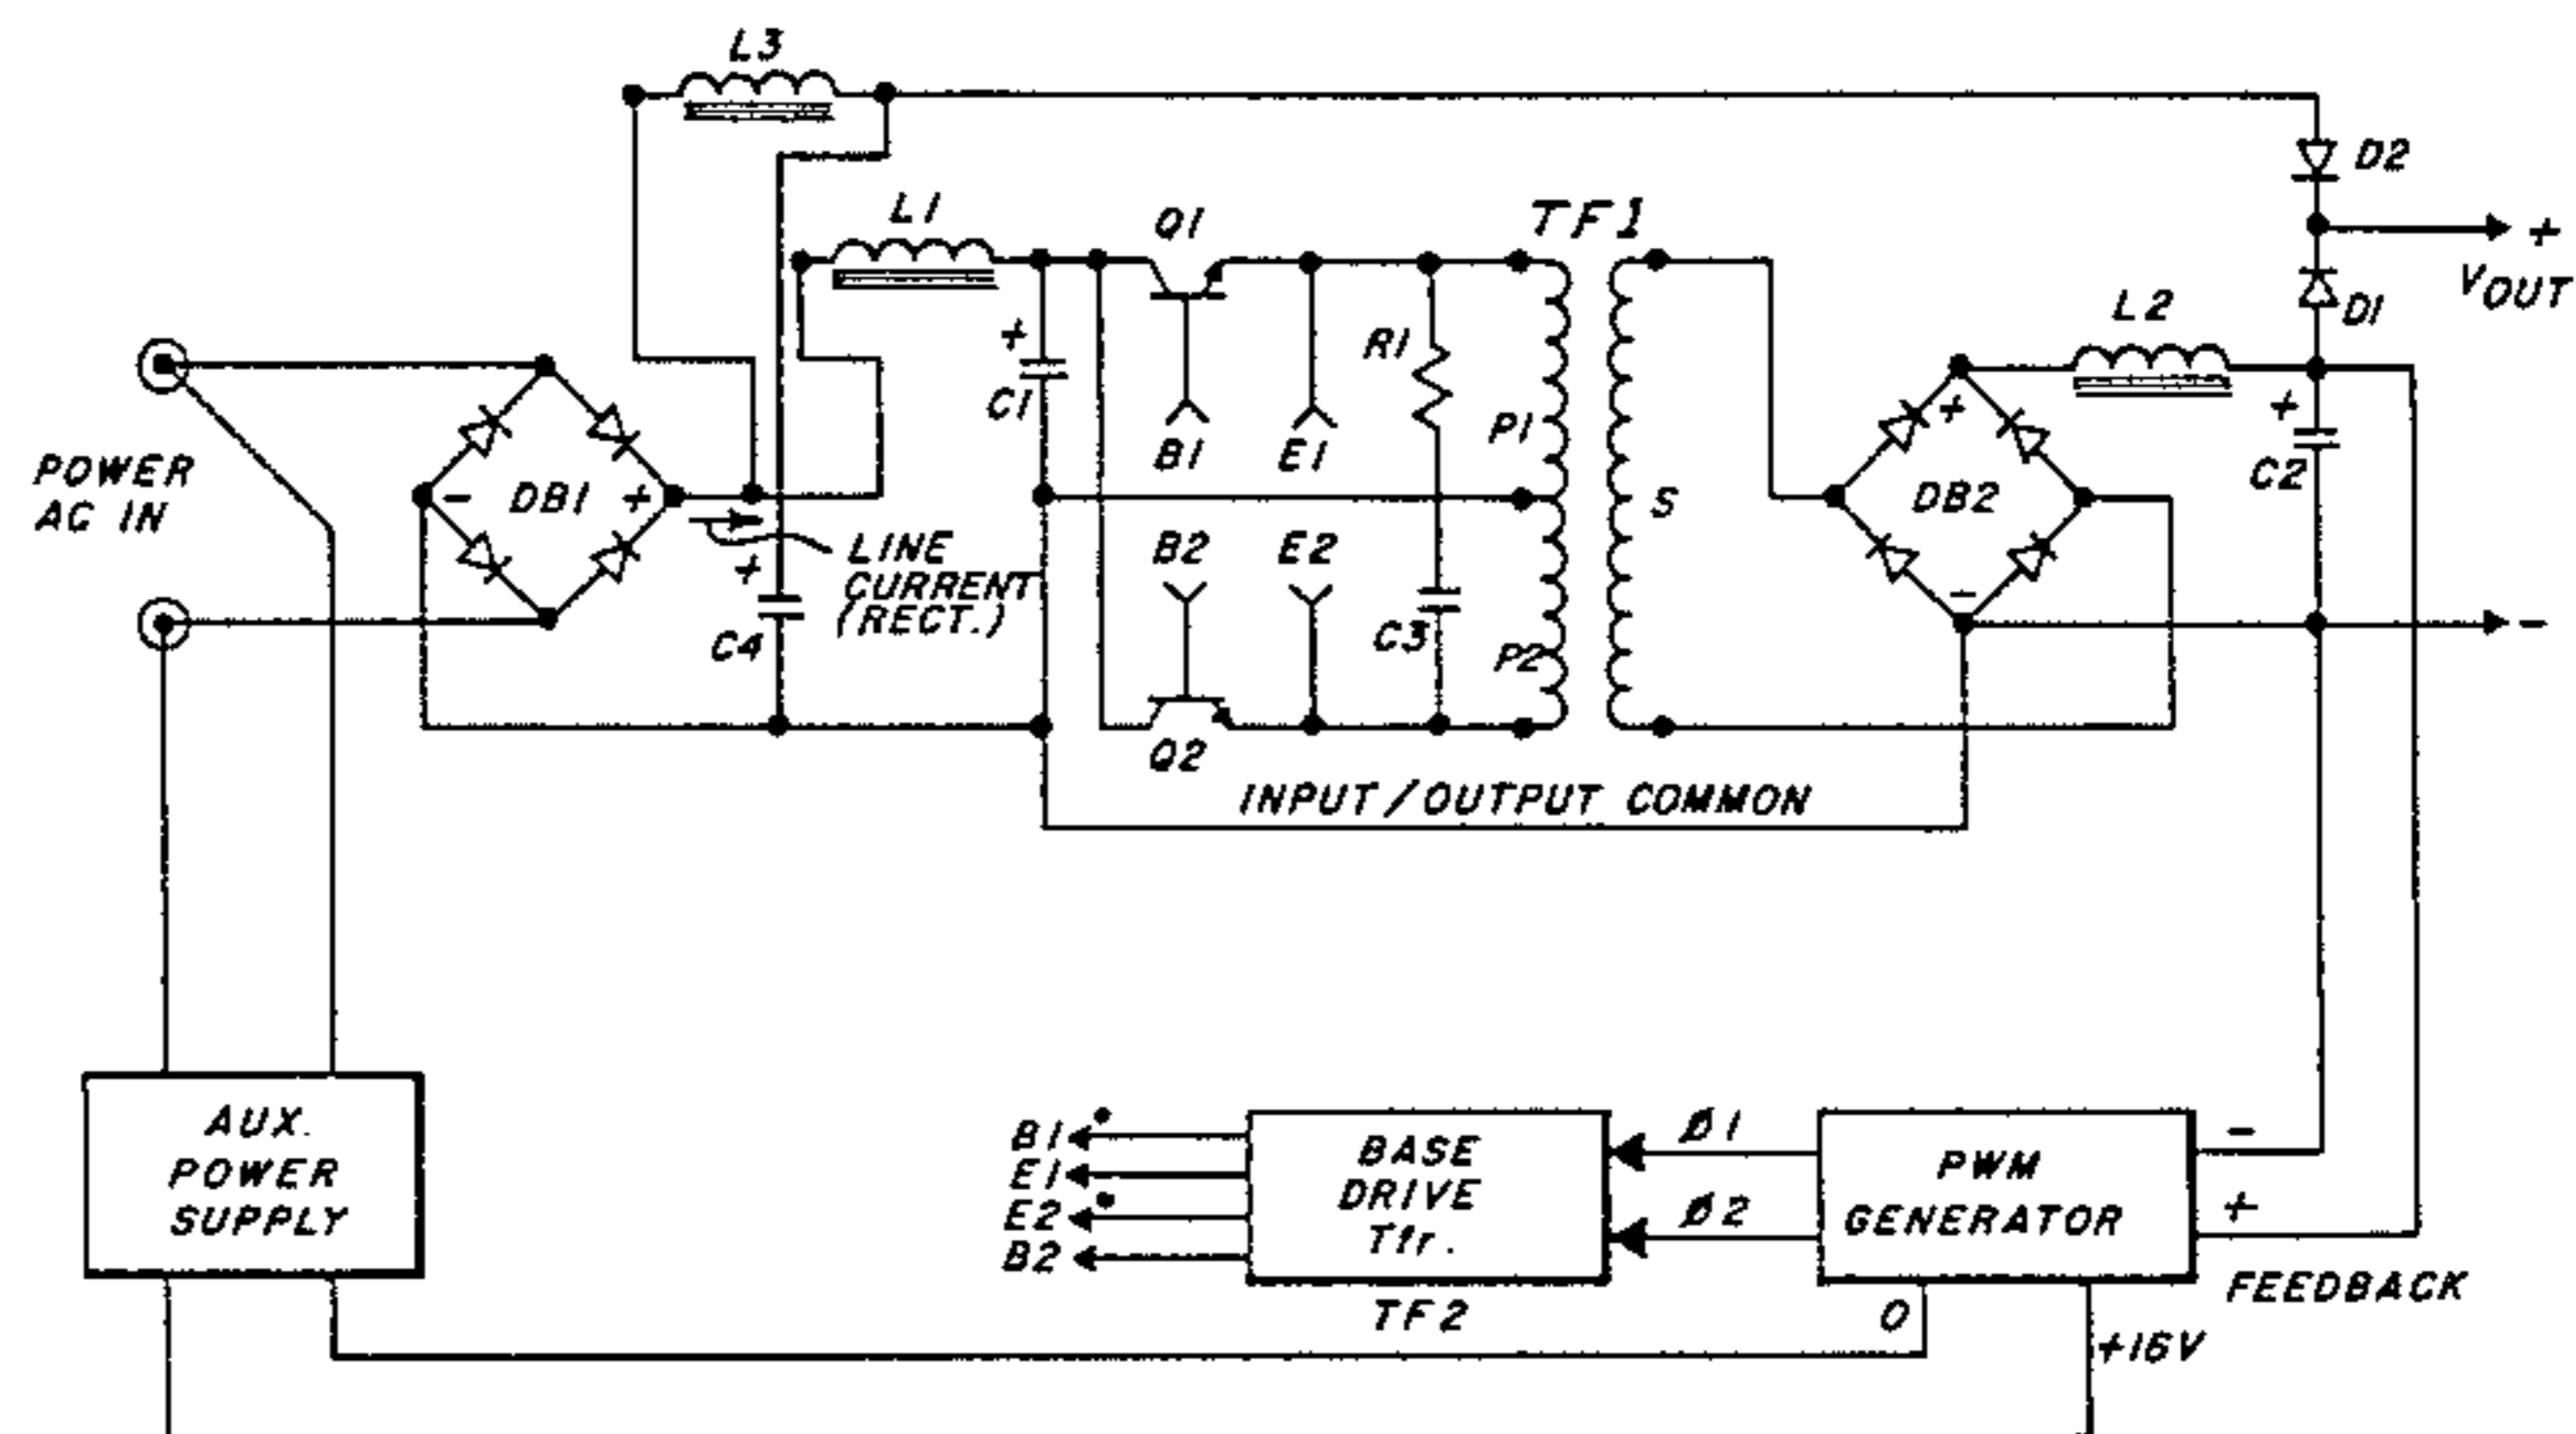 L3
D2
L1
Q1
TF1
+
VOUT
L2
D1
+
R1
C1
P1
+
+
C2
B1
E1
POWER
AC IN
-
DB1
+
S
DB2
B2
E2
LINE
CURRENT
(RECT.)
+
C4
C3
P2
-
-
Q2
INPUT/OUTPUT COMMON
AUX.
POWER
SUPPLY
B1
E1
E2
B2
BASE
DRIVE
Tfr.
TF2
Ø1
Ø2
PWM
GENERATOR
-
+
FEEDBACK
O
+16V